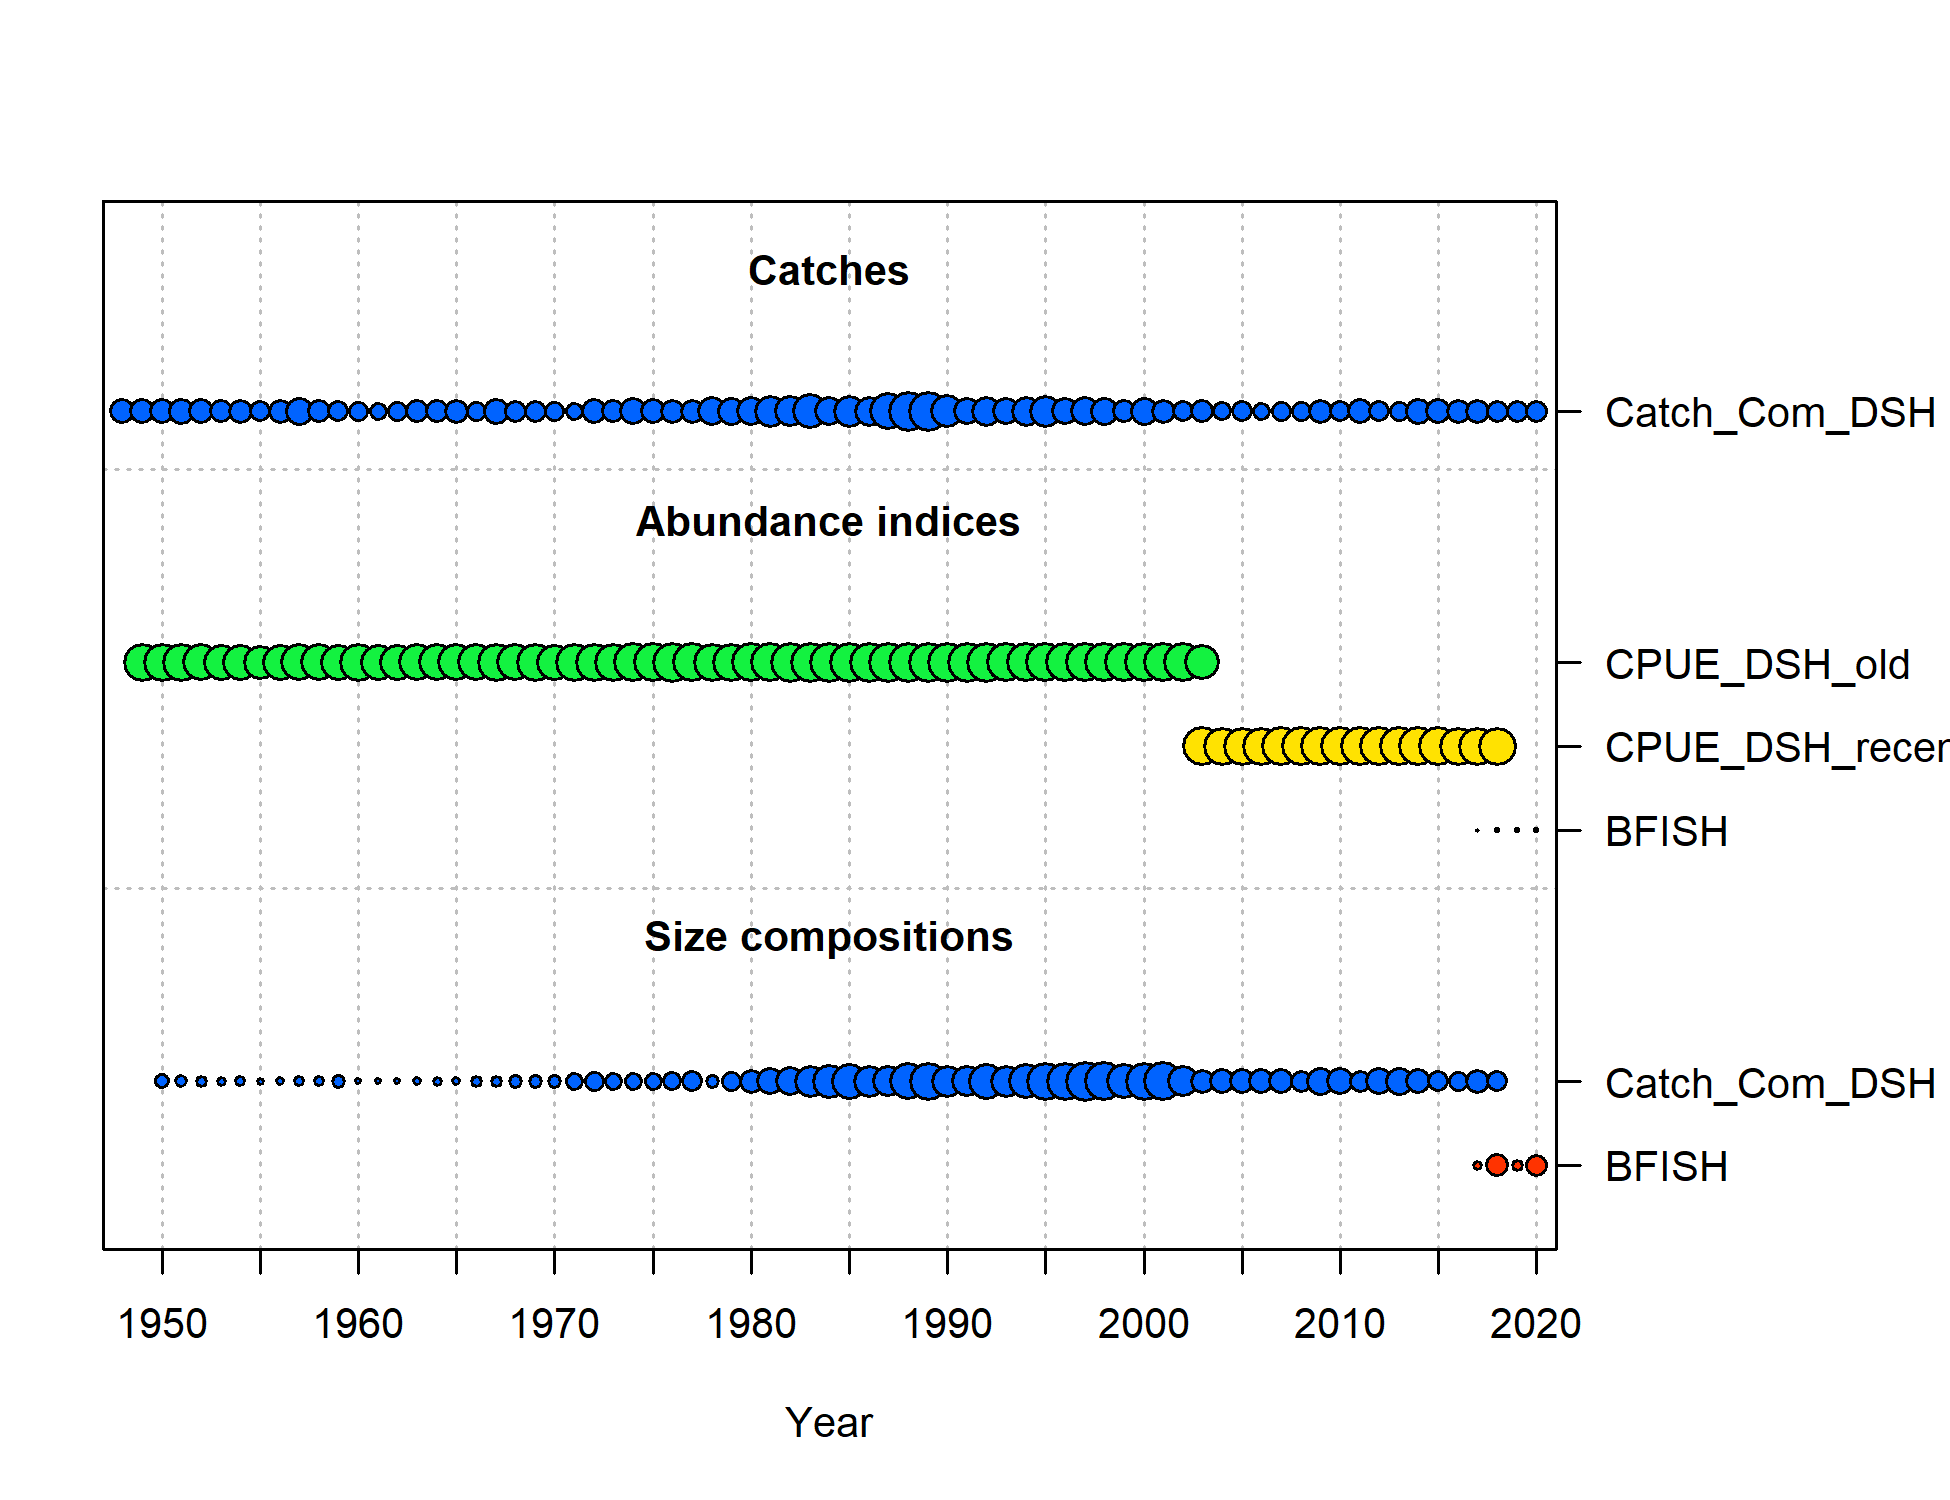 Catches
Catch_Com_DSH
Abundance indices
CPUE_DSH_old
CPUE_DSH_recer
BFISH
Size compositions
Catch_Com_DSH
BFISH
1950 1960 1970 1980 1990 2000 2010 2020
Year